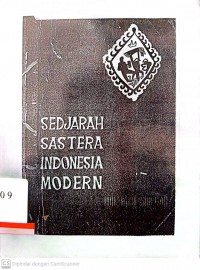 SEDJARAH
SASTERA
INDONESIA
MODERN
09
Dipindai dengan CamScanner